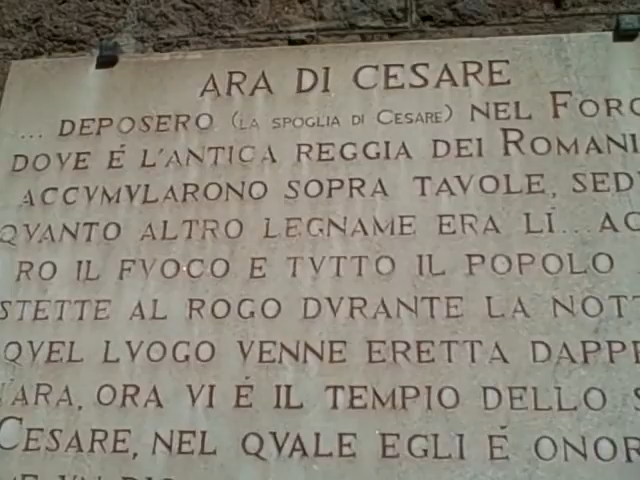 ARA DI CESARE
... DEPOSERO (LA SPOGLIA DI CESARE) NEL FORO
DOVE É L'ANTICA REGGIA DEI ROMANI
ACCVMVLARONO SOPRA TAVOLE, SEDI
QVANTO ALTRO LEGNAME ERA LÍ... AC
RO IL FVOCO E TVTTO IL POPOLO
STETTE AL ROGO DVRANTE LA NOTT
QVEL LVOGO VENNE ERETTA DAPPR
L'ARA, ORA VI É IL TEMPIO DELLO S
CESARE, NEL QVALE EGLI É ONOR